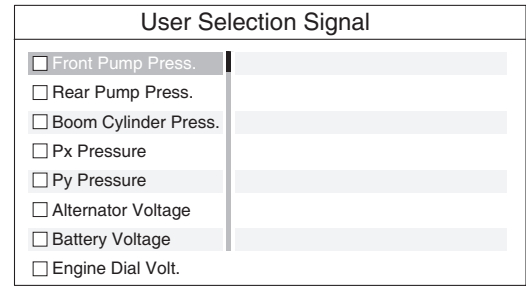 User Selection Signal
Front Pump Press.
Rear Pump Press.
Boom Cylinder Press.
Px Pressure
Py Pressure
Alternator Voltage
Battery Voltage
Engine Dial Volt.